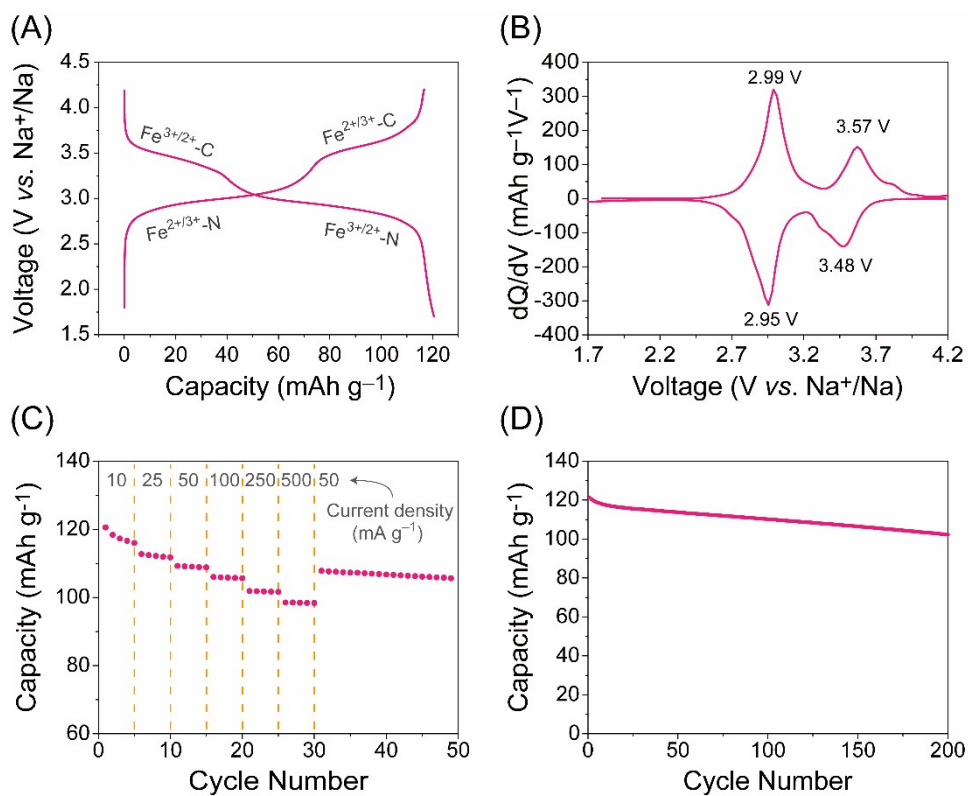 (A)
4.5
4.0
3.5
3.0
2.5
2.0
1.5
Voltage (V vs. Na⁺/Na)
Fe³⁺/²⁺-C
Fe²⁺/³⁺-C
Fe²⁺/³⁺-N
Fe³⁺/²⁺-N
0 20 40 60 80 100 120
Capacity (mAh g⁻¹)
(B)
400
300
200
100
0
-100
-200
-300
-400
dQ/dV (mAh g⁻¹V−1)
2.99 V
3.57 V
3.48 V
2.95 V
1.7 2.2 2.7 3.2 3.7 4.2
Voltage (V vs. Na⁺/Na)
(C)
140
120
100
80
60
Capacity (mAh g⁻¹)
10 25 50 100 250 500 50
Current density
(mA g⁻¹)
0 10 20 30 40 50
Cycle Number
(D)
140
120
100
80
60
40
20
0
Capacity (mAh g⁻¹)
0 50 100 150 200
Cycle Number